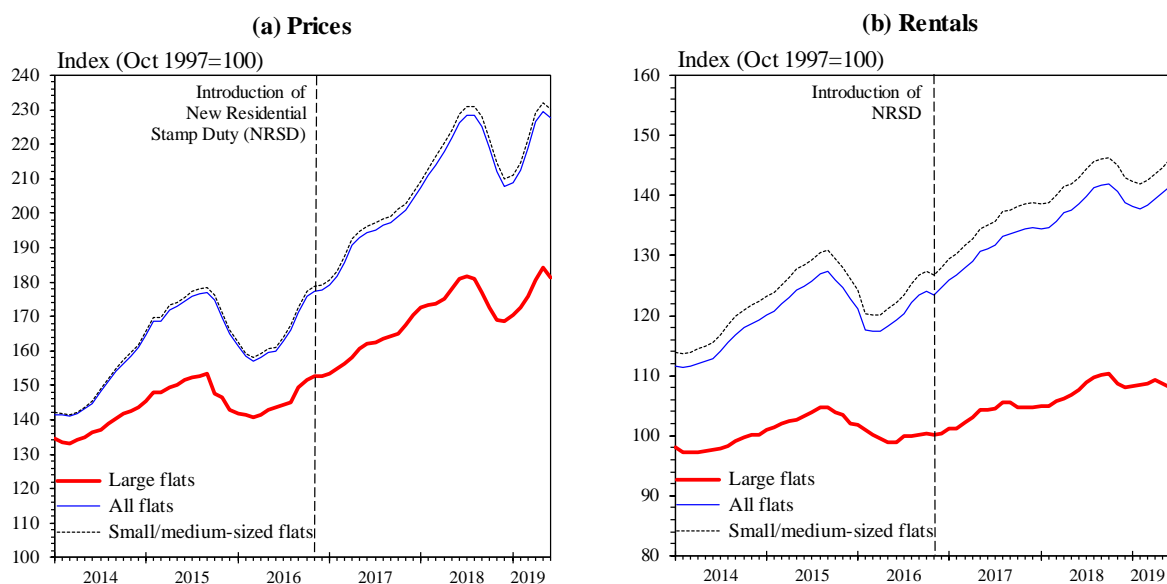 (a) Prices
Index (Oct 1997=100)
240
230
220
210
200
190
180
170
160
150
140
130
120
110
100
Introduction of
New Residential
Stamp Duty (NRSD)
Large flats
All flats
Small/medium-sized flats
2014 2015 2016 2017 2018 2019
(b) Rentals
Index (Oct 1997=100)
160
150
140
130
120
110
100
90
80
Introduction of
NRSD
Large flats
All flats
Small/medium-sized flats
2014 2015 2016 2017 2018 2019